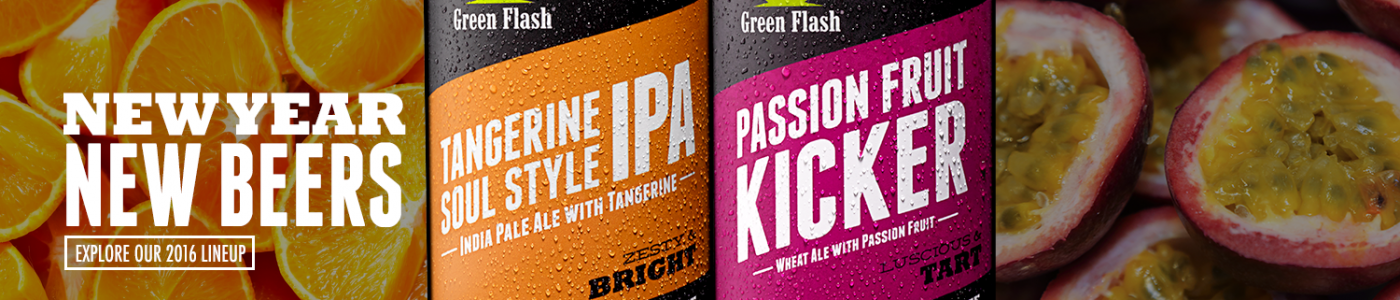 NEW YEAR
NEW BEERS
EXPLORE OUR 2016 LINEUP
Green Flash
TANGERINE
SOUL STYLE IPA
INDIA PALE ALE WITH TANGERINE
ZESTY &
BRIGHT
Green Flash
PASSION FRUIT
KICKER
WHEAT ALE WITH PASSION FRUIT
LUSCIOUS &
TART